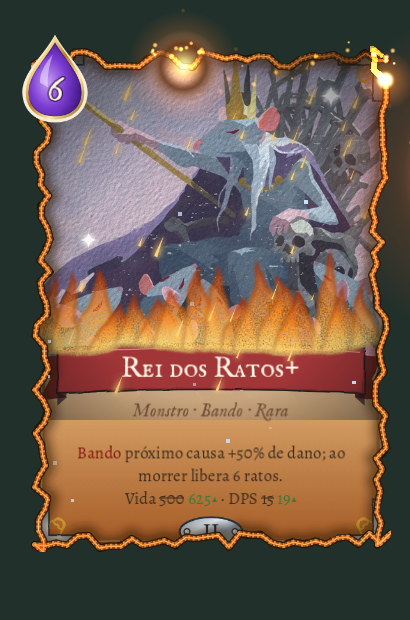 6
Rei dos Ratos+
Monstro · Bando · Rara
Bando próximo causa +50% de dano; ao
morrer libera 6 ratos.
Vida 500 625▲ · DPS 15 19▲
II